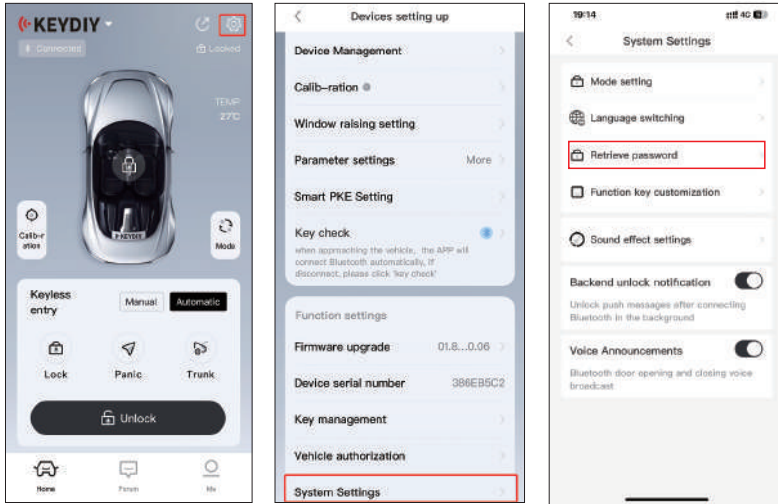 KEYDIY
Connected
Locked
TEMP
27°C
Calib-r
ation
KEYDIY
Mode
Keyless
entry
Manual
Automatic
Lock
Panic
Trunk
Unlock
Home
Forum
Me
Devices setting up
Device Management
Calib-ration
Window raising setting
Parameter settings
More
Smart PKE Setting
Key check
when approaching the vehicle, the APP will
connect Bluetooth automatically, If
disconnect, please click 'key check'
Function settings
Firmware upgrade
01.8...0.06
Device serial number
386EB5C2
Key management
Vehicle authorization
System Settings
19:14
4G
System Settings
Mode setting
Language switching
Retrieve password
Function key customization
Sound effect settings
Backend unlock notification
Unlock push messages after connecting
Bluetooth in the background
Voice Announcements
Bluetooth door opening and closing voice
broadcast